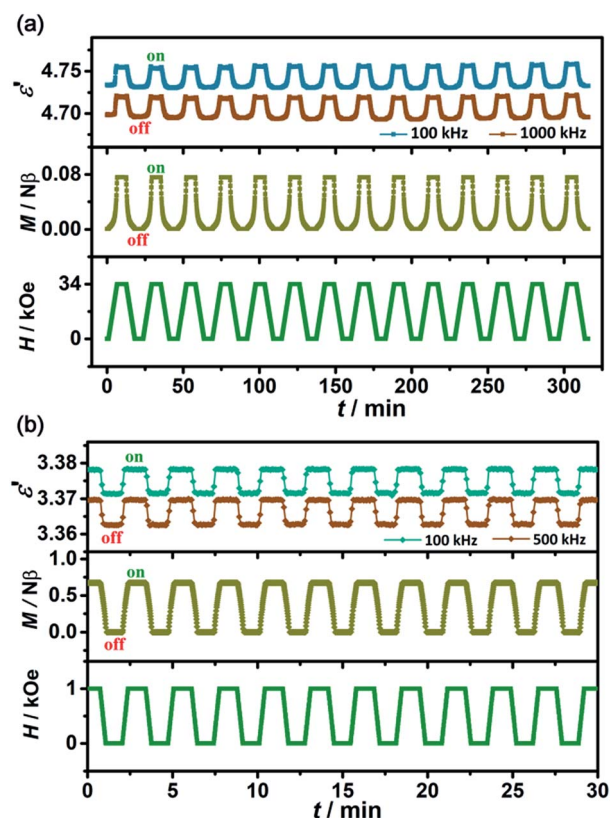 (a)
on
4.75
ε'
4.70
off
100 kHz 1000 kHz
on
0.08
M / Nβ
0.00
off
34
H / kOe
0
0 50 100 150 200 250 300
t / min
(b)
on
3.38
ε'
3.37
3.36
off
100 kHz 500 kHz
1.0
on
M / Nβ
0.5
0.0
off
1
H / kOe
0
0 5 10 15 20 25 30
t / min